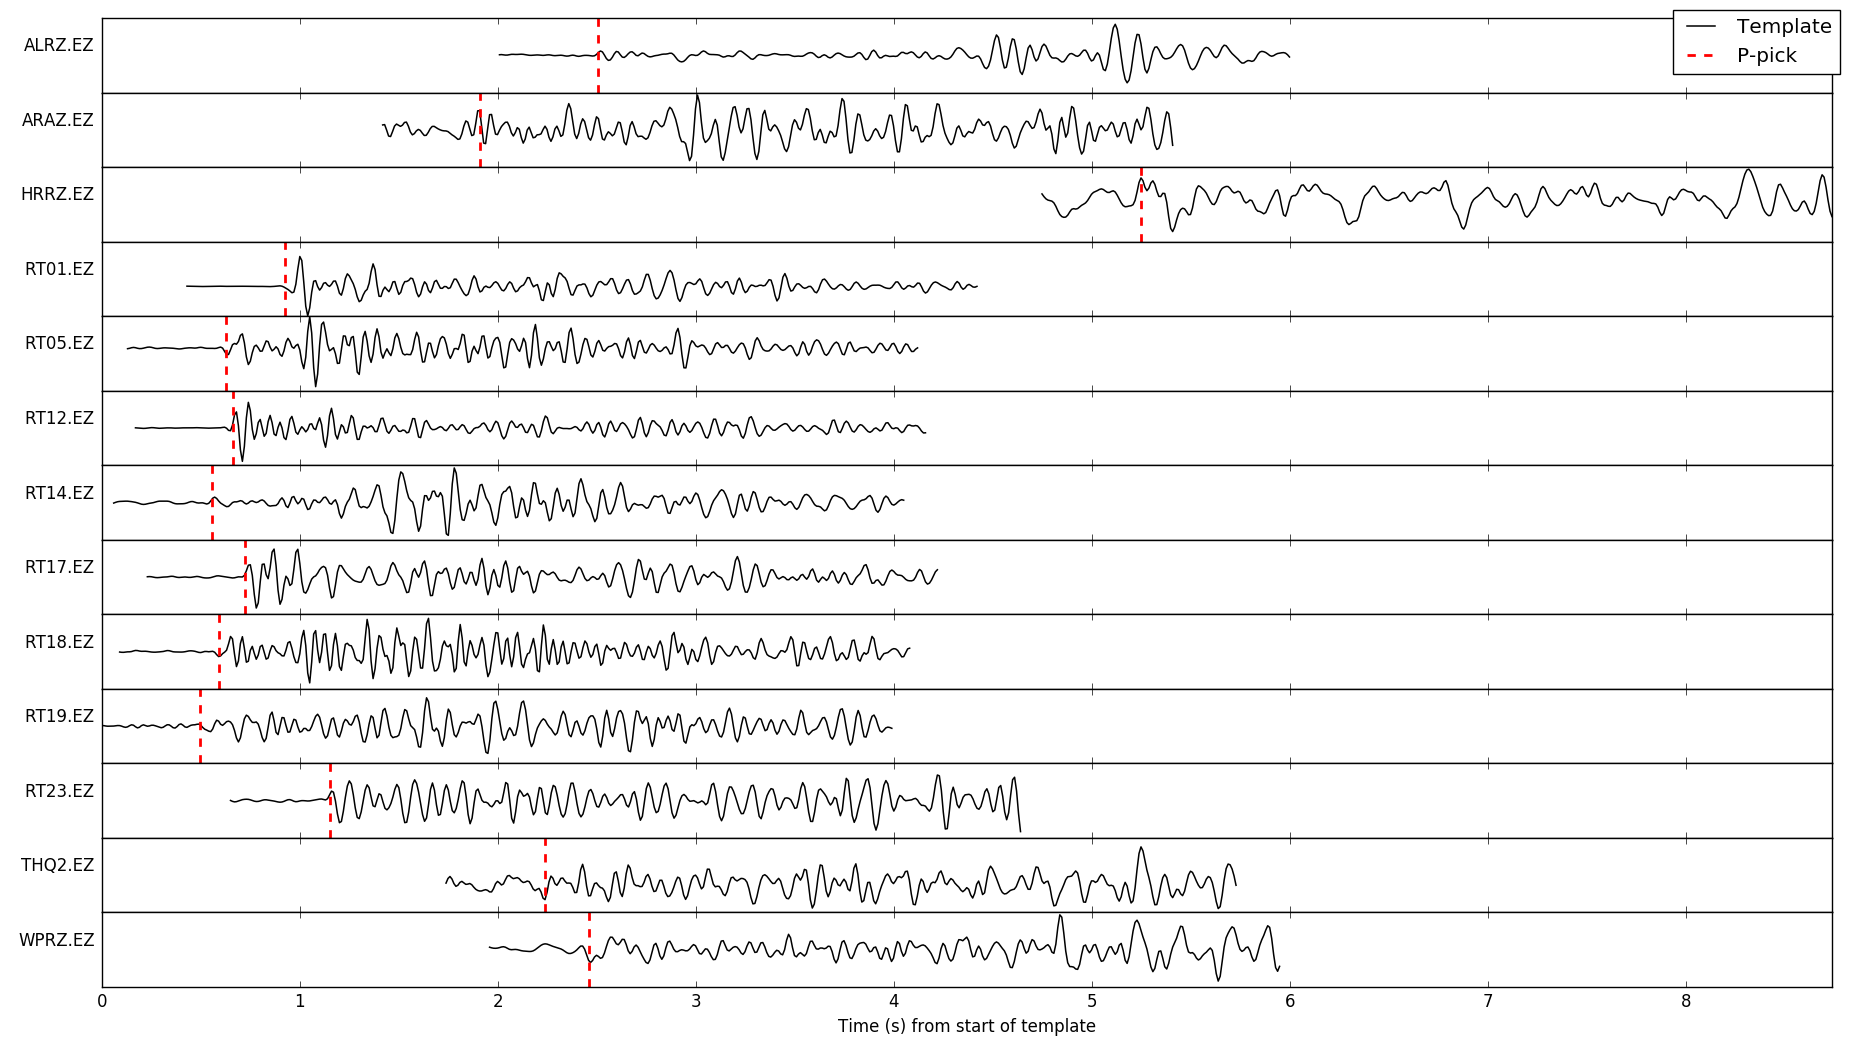 Template
P-pick
ALRZ.EZ
ARAZ.EZ
HRRZ.EZ
RT01.EZ
RT05.EZ
RT12.EZ
RT14.EZ
RT17.EZ
RT18.EZ
RT19.EZ
RT23.EZ
THQ2.EZ
WPRZ.EZ
0 1 2 3 4 5 6 7 8
Time (s) from start of template